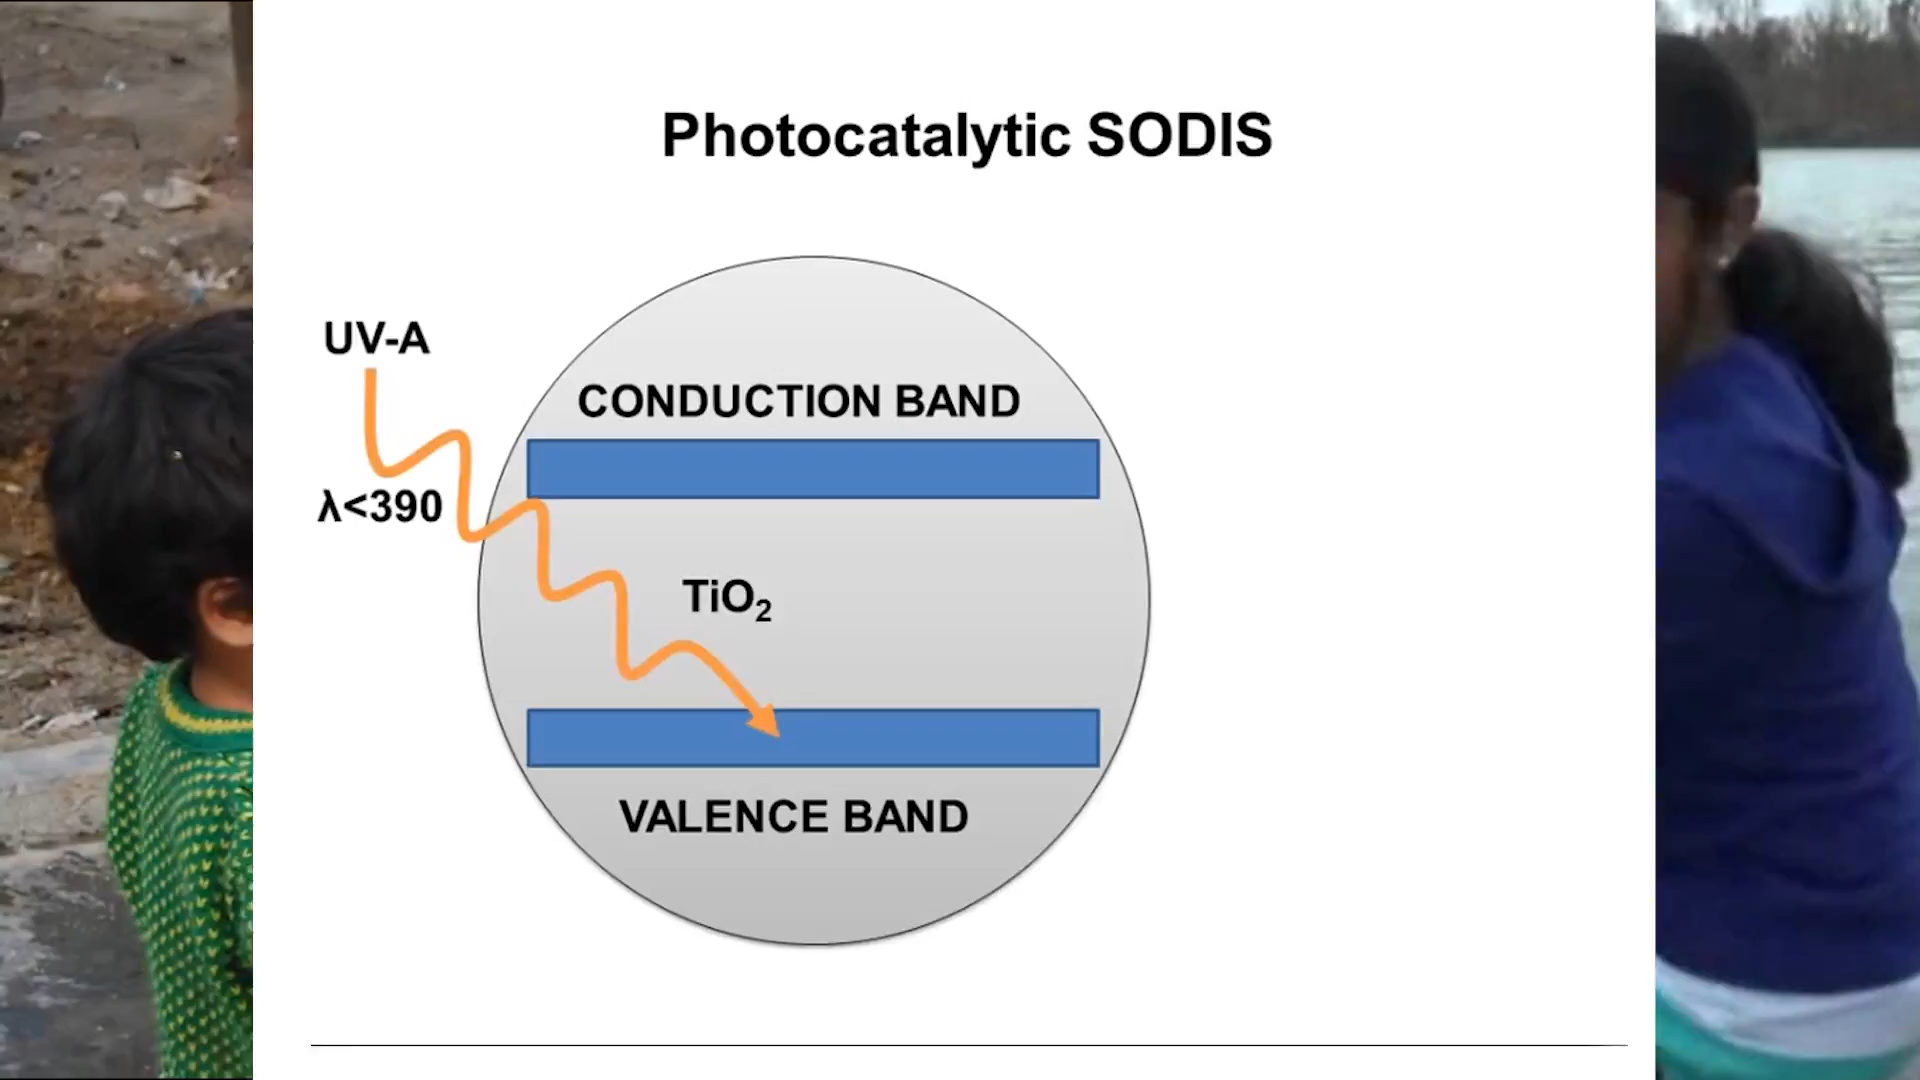 Photocatalytic SODIS
UV-A
CONDUCTION BAND
λ<390
TiO₂
VALENCE BAND